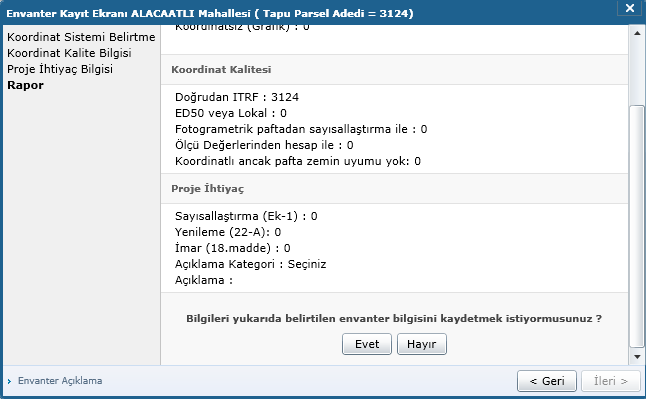 Envanter Kayıt Ekranı ALACAATLI Mahallesi ( Tapu Parsel Adedi = 3124)
Koordinat Sistemi Belirtme
Koordinat Kalite Bilgisi
Proje İhtiyaç Bilgisi
Rapor
Koordinatsız (Grafik) : 0
Koordinat Kalitesi
Doğrudan ITRF : 3124
ED50 veya Lokal : 0
Fotogrametrik paftadan sayısallaştırma ile : 0
Ölçü Değerlerinden hesap ile : 0
Koordinatlı ancak pafta zemin uyumu yok: 0
Proje İhtiyaç
Sayısallaştırma (Ek-1) : 0
Yenileme (22-A): 0
İmar (18.madde) : 0
Açıklama Kategori : Seçiniz
Açıklama :
Bilgileri yukarıda belirtilen envanter bilgisini kaydetmek istiyormusunuz ?
Evet Hayır
Envanter Açıklama
< Geri İleri >